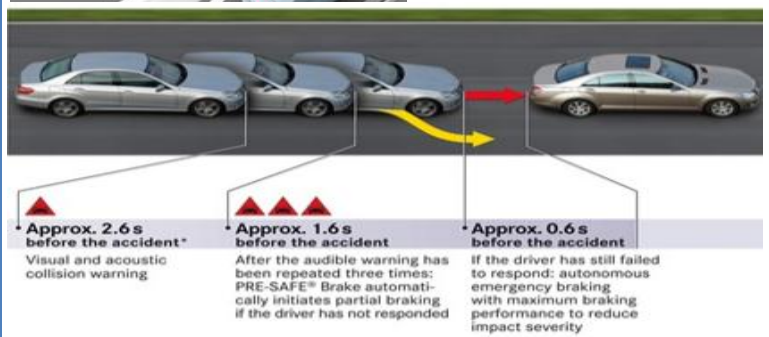 Approx. 2.6 s
before the accident*
Visual and acoustic
collision warning
Approx. 1.6 s
before the accident
After the audible warning has
been repeated three times:
PRE-SAFE® Brake automati-
cally initiates partial braking
if the driver has not responded
Approx. 0.6 s
before the accident
If the driver has still failed
to respond: autonomous
emergency braking
with maximum braking
performance to reduce
impact severity